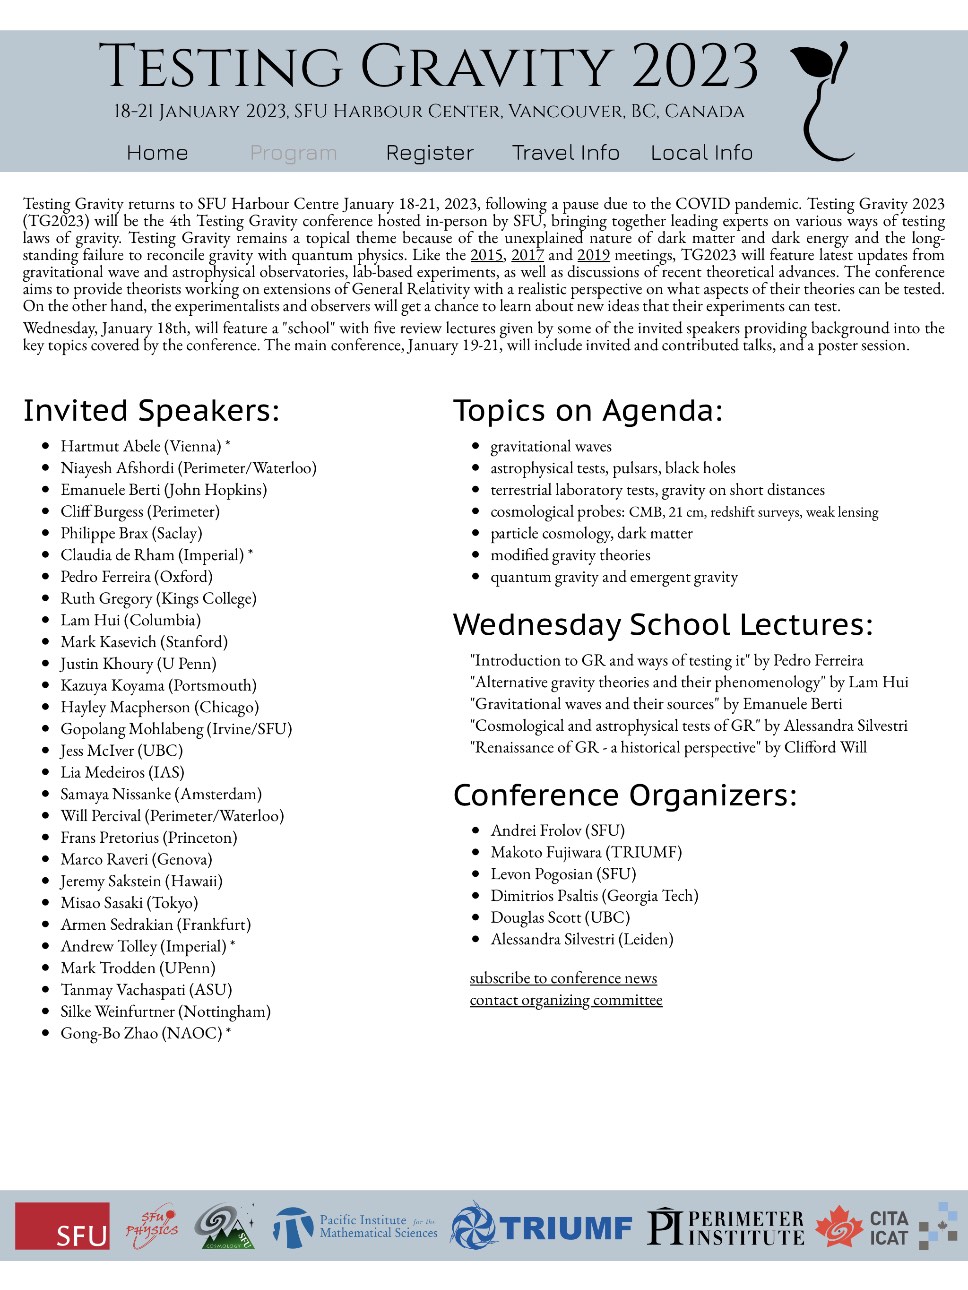 Testing Gravity 2023
18-21 January 2023, SFU Harbour Center, Vancouver, BC, Canada
Home Program Register Travel Info Local Info
Testing Gravity returns to SFU Harbour Centre January 18-21, 2023, following a pause due to the COVID pandemic. Testing Gravity 2023
(TG2023) will be the 4th Testing Gravity conference hosted in-person by SFU, bringing together leading experts on various ways of testing
laws of gravity. Testing Gravity remains a topical theme because of the unexplained nature of dark matter and dark energy and the long-
standing failure to reconcile gravity with quantum physics. Like the 2015, 2017 and 2019 meetings, TG2023 will feature latest updates from
gravitational wave and astrophysical observatories, lab-based experiments, as well as discussions of recent theoretical advances. The conference
aims to provide theorists working on extensions of General Relativity with a realistic perspective on what aspects of their theories can be tested.
On the other hand, the experimentalists and observers will get a chance to learn about new ideas that their experiments can test.
Wednesday, January 18th, will feature a "school" with five review lectures given by some of the invited speakers providing background into the
key topics covered by the conference. The main conference, January 19-21, will include invited and contributed talks, and a poster session.
Invited Speakers:
• Hartmut Abele (Vienna) *
• Niayesh Afshordi (Perimeter/Waterloo)
• Emanuele Berti (John Hopkins)
• Cliff Burgess (Perimeter)
• Philippe Brax (Saclay)
• Claudia de Rham (Imperial) *
• Pedro Ferreira (Oxford)
• Ruth Gregory (Kings College)
• Lam Hui (Columbia)
• Mark Kasevich (Stanford)
• Justin Khoury (U Penn)
• Kazuya Koyama (Portsmouth)
• Hayley Macpherson (Chicago)
• Gopolang Mohlabeng (Irvine/SFU)
• Jess McIver (UBC)
• Lia Medeiros (IAS)
• Samaya Nissanke (Amsterdam)
• Will Percival (Perimeter/Waterloo)
• Frans Pretorius (Princeton)
• Marco Raveri (Genova)
• Jeremy Sakstein (Hawaii)
• Misao Sasaki (Tokyo)
• Armen Sedrakian (Frankfurt)
• Andrew Tolley (Imperial) *
• Mark Trodden (UPenn)
• Tanmay Vachaspati (ASU)
• Silke Weinfurtner (Nottingham)
• Gong-Bo Zhao (NAOC) *
Topics on Agenda:
• gravitational waves
• astrophysical tests, pulsars, black holes
• terrestrial laboratory tests, gravity on short distances
• cosmological probes: CMB, 21 cm, redshift surveys, weak lensing
• particle cosmology, dark matter
• modified gravity theories
• quantum gravity and emergent gravity
Wednesday School Lectures:
"Introduction to GR and ways of testing it" by Pedro Ferreira
"Alternative gravity theories and their phenomenology" by Lam Hui
"Gravitational waves and their sources" by Emanuele Berti
"Cosmological and astrophysical tests of GR" by Alessandra Silvestri
"Renaissance of GR - a historical perspective" by Clifford Will
Conference Organizers:
• Andrei Frolov (SFU)
• Makoto Fujiwara (TRIUMF)
• Levon Pogosian (SFU)
• Dimitrios Psaltis (Georgia Tech)
• Douglas Scott (UBC)
• Alessandra Silvestri (Leiden)
subscribe to conference news
contact organizing committee
SFU
SFU
PHYSICS
COSMOLOGY
SFU
Pacific Institute for the
Mathematical Sciences
TRIUMF
PI PERIMETER
INSTITUTE
CITA
ICAT